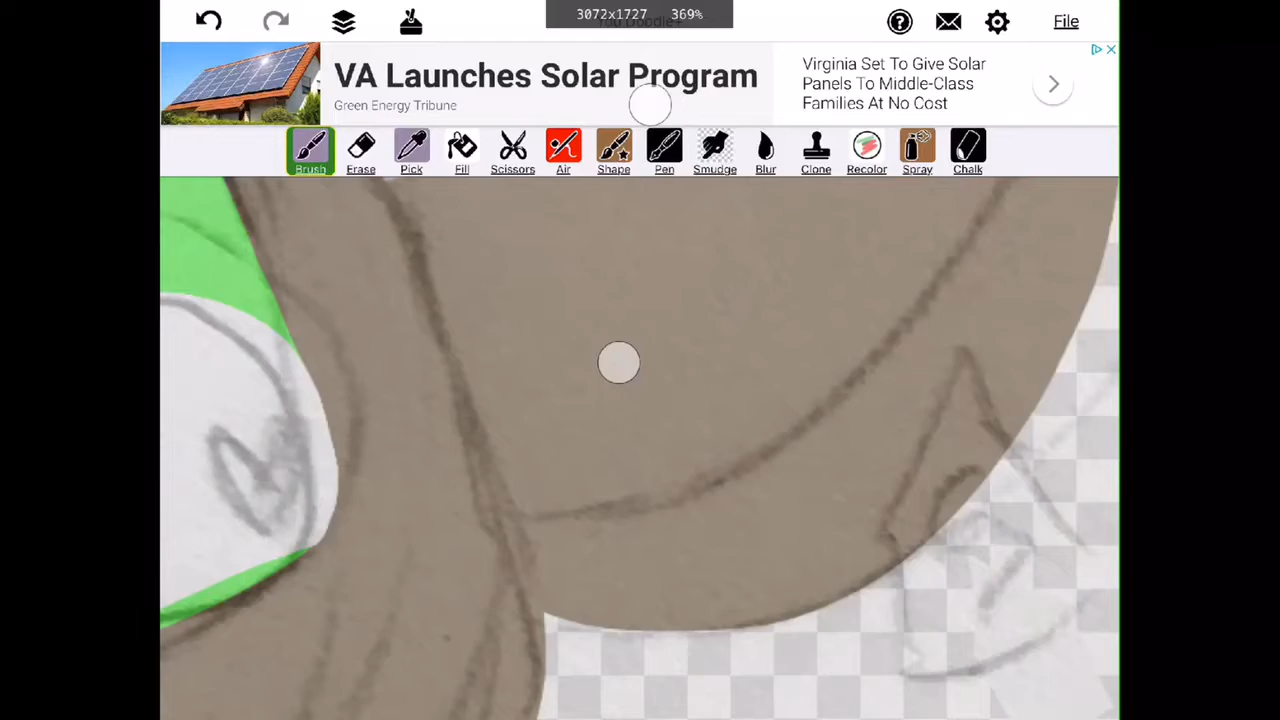 3072x1727 369%
File
VA Launches Solar Program
Green Energy Tribune
Virginia Set To Give Solar
Panels To Middle-Class
Families At No Cost
Brush Erase Pick Fill Scissors Air Shape Pen Smudge Blur Clone Recolor Spray Chalk